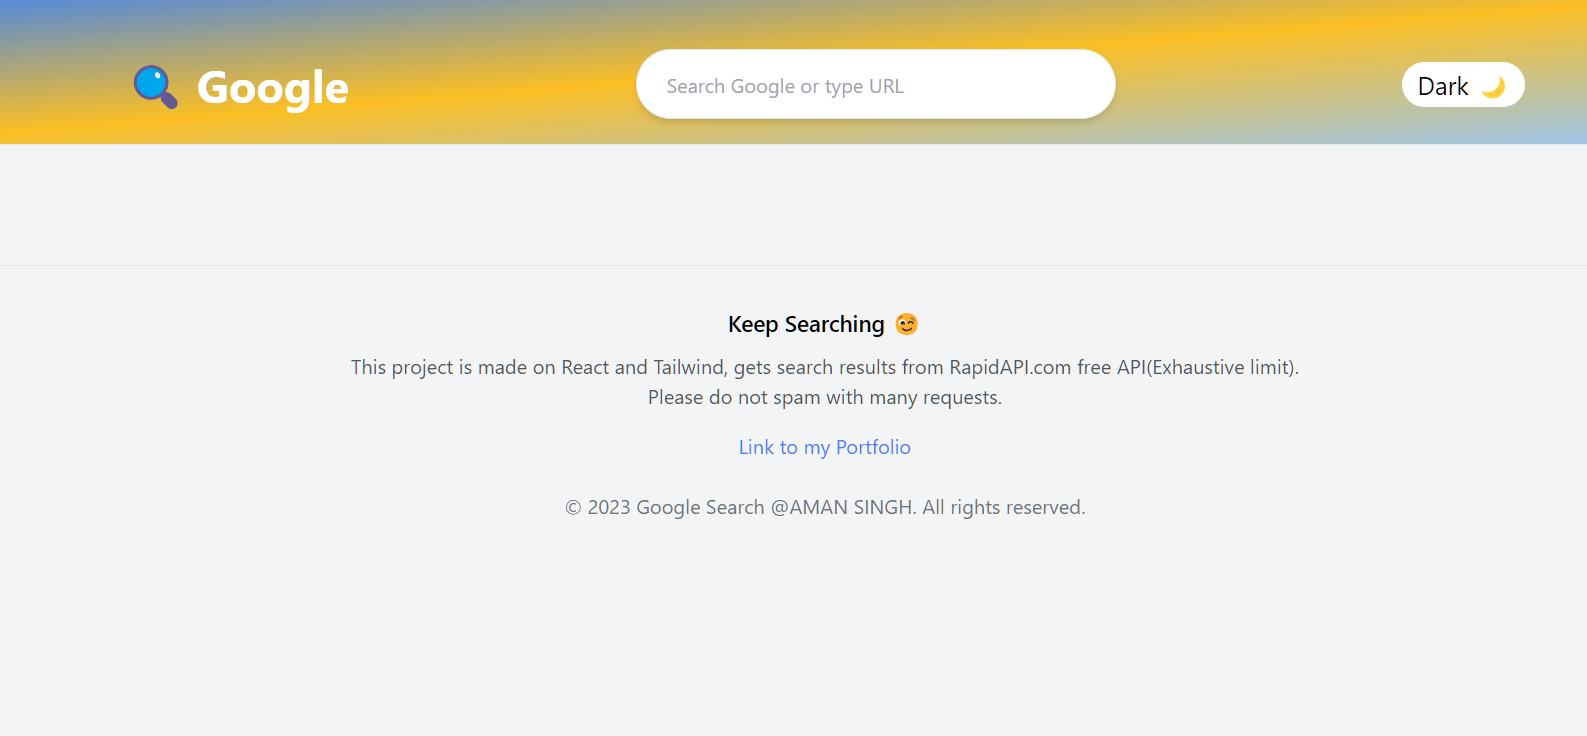 Google
Search Google or type URL
Dark 🌙
Keep Searching 😉
This project is made on React and Tailwind, gets search results from RapidAPI.com free API(Exhaustive limit).
Please do not spam with many requests.
Link to my Portfolio
© 2023 Google Search @AMAN SINGH. All rights reserved.